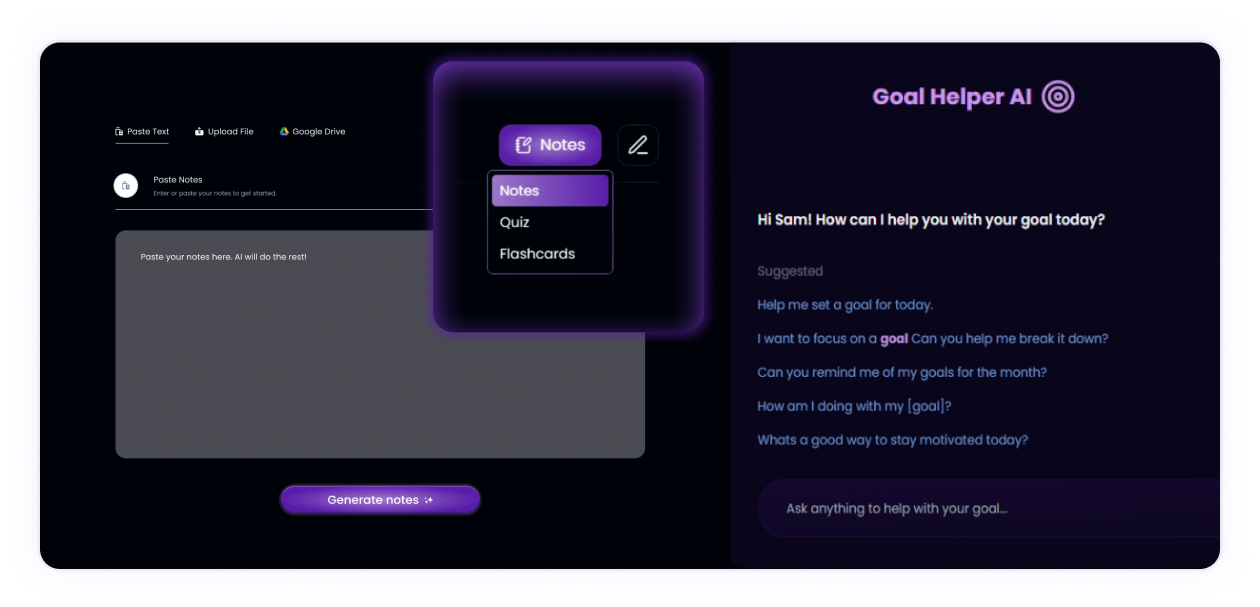 Paste Text
Upload File
Google Drive
Paste Notes
Enter or paste your notes to get started.
Paste your notes here. AI will do the rest!
Generate notes
Notes
Notes
Quiz
Flashcards
Goal Helper AI
Hi Sam! How can I help you with your goal today?
Suggested
Help me set a goal for today.
I want to focus on a goal Can you help me break it down?
Can you remind me of my goals for the month?
How am I doing with my [goal]?
Whats a good way to stay motivated today?
Ask anything to help with your goal...